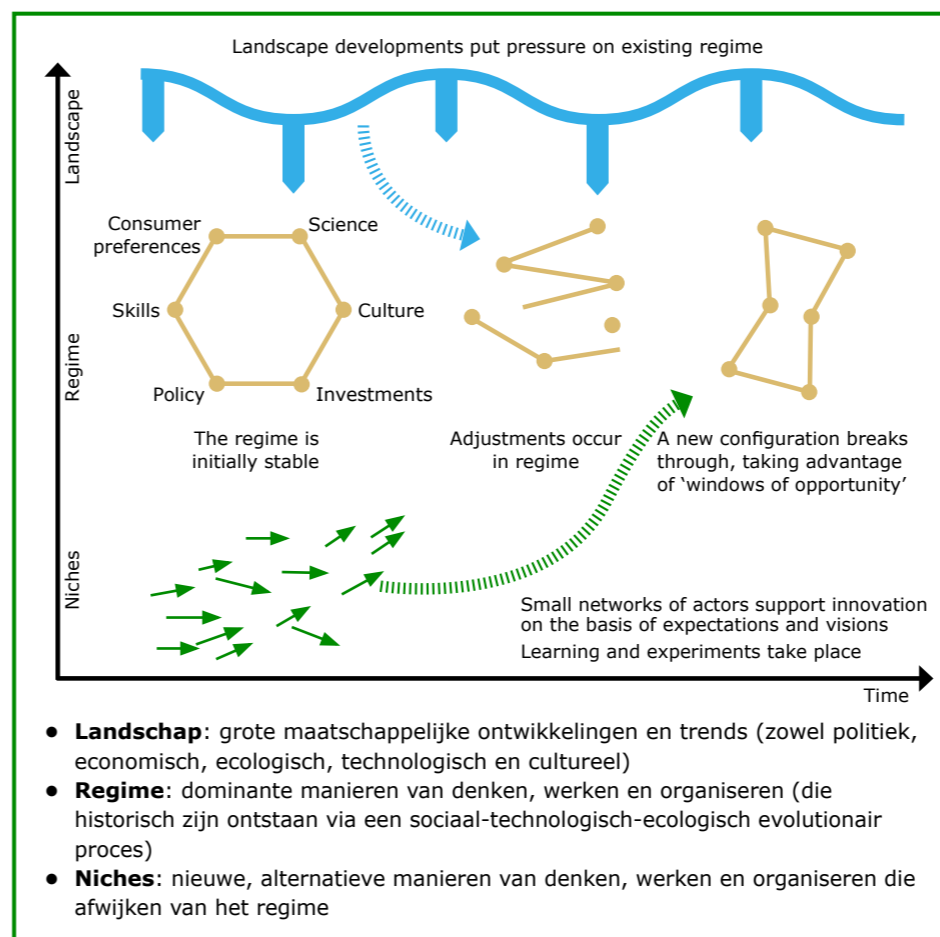 Landscape developments put pressure on existing regime
Landscape
Consumer
preferences
Science
Skills
Culture
Regime
Policy
Investments
The regime is
initially stable
Adjustments occur
in regime
A new configuration breaks
through, taking advantage
of ‘windows of opportunity’
Niches
Small networks of actors support innovation
on the basis of expectations and visions
Learning and experiments take place
Time
● Landschap: grote maatschappelijke ontwikkelingen en trends (zowel politiek,
economisch, ecologisch, technologisch en cultureel)
● Regime: dominante manieren van denken, werken en organiseren (die
historisch zijn ontstaan via een sociaal-technologisch-ecologisch evolutionair
proces)
● Niches: nieuwe, alternatieve manieren van denken, werken en organiseren die
afwijken van het regime